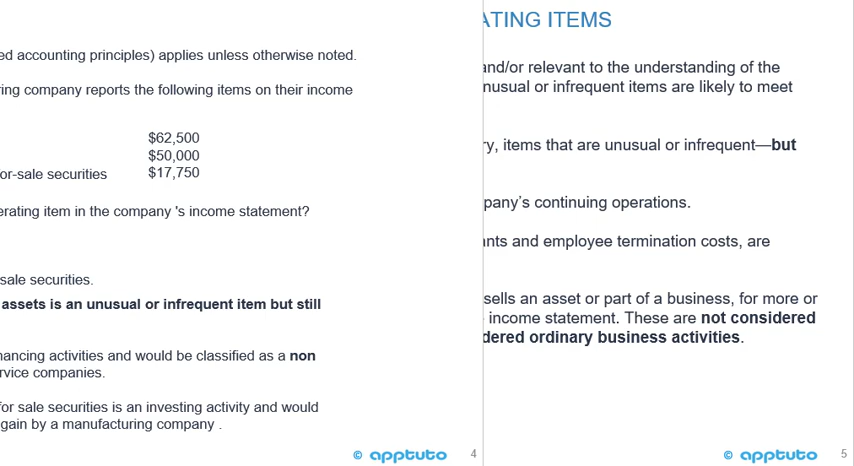 ed accounting principles) applies unless otherwise noted.
ring company reports the following items on their income
$62,500
$50,000
or-sale securities $17,750
erating item in the company 's income statement?
sale securities.
assets is an unusual or infrequent item but still
nancing activities and would be classified as a non
rvice companies.
for sale securities is an investing activity and would
gain by a manufacturing company .
© apptuto 4
ATING ITEMS
and/or relevant to the understanding of the
nusual or infrequent items are likely to meet
ry, items that are unusual or infrequent—but
pany’s continuing operations.
nts and employee termination costs, are
sells an asset or part of a business, for more or
income statement. These are not considered
dered ordinary business activities.
© apptuto 5